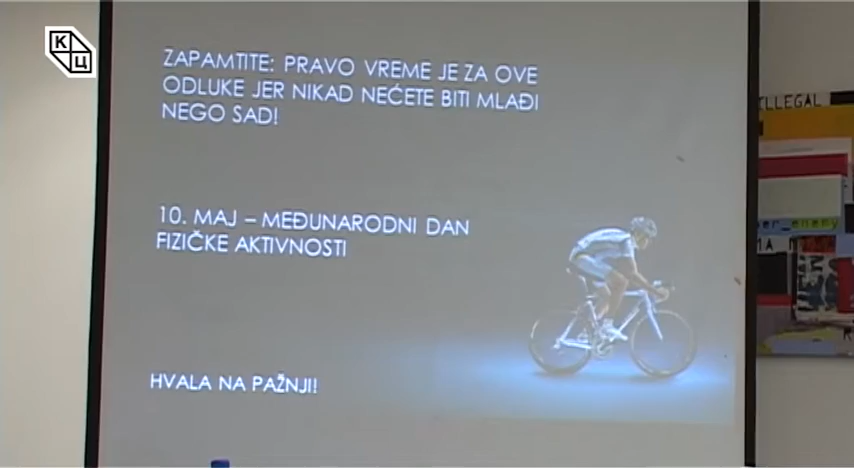 К
Ц
ZAPAMTITE: PRAVO VREME JE ZA OVE
ODLUKE JER NIKAD NEĆETE BITI MLAĐI
NEGO SAD!
10. MAJ – MEĐUNARODNI DAN
FIZIČKE AKTIVNOSTI
HVALA NA PAŽNJI!
ILLEGAL